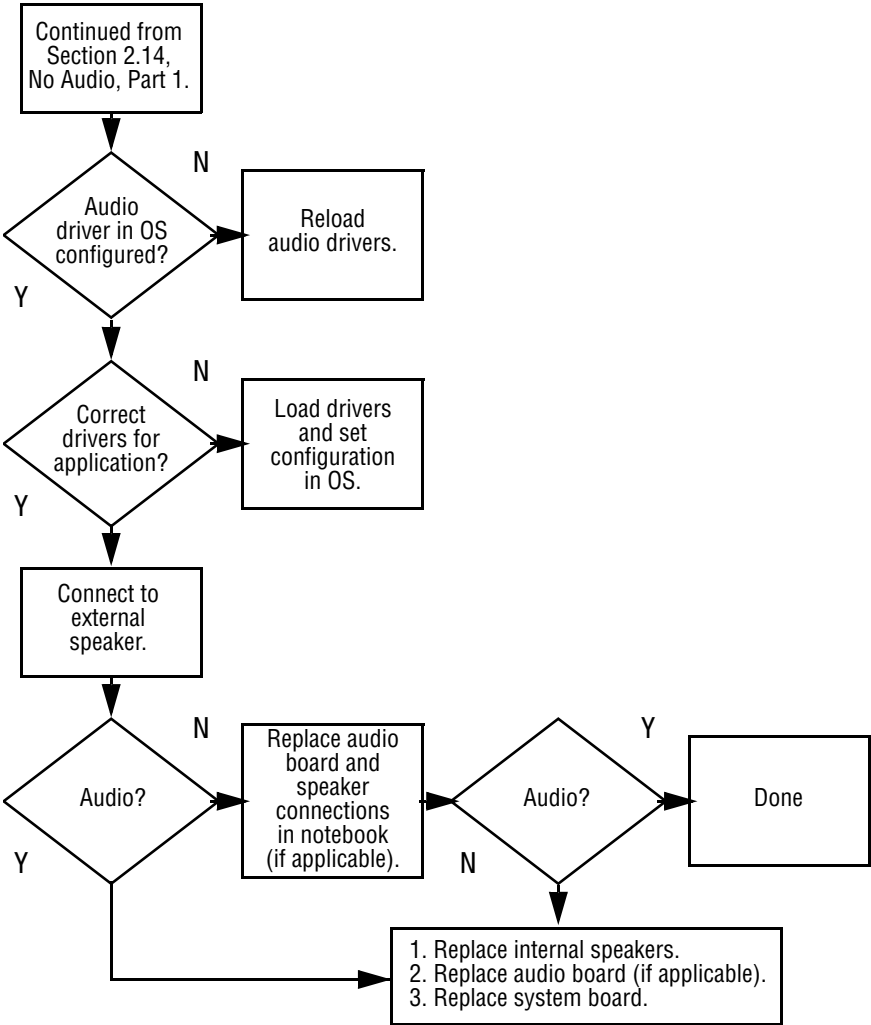 Continued from
Section 2.14,
No Audio, Part 1.
N
Audio
driver in OS
configured?
Reload
audio drivers.
Y
N
Correct
drivers for
application?
Load drivers
and set
configuration
in OS.
Y
Connect to
external
speaker.
N
Audio?
Replace audio
board and
speaker
connections
in notebook
(if applicable).
Y
Audio?
Y
Done
N
1. Replace internal speakers.
2. Replace audio board (if applicable).
3. Replace system board.